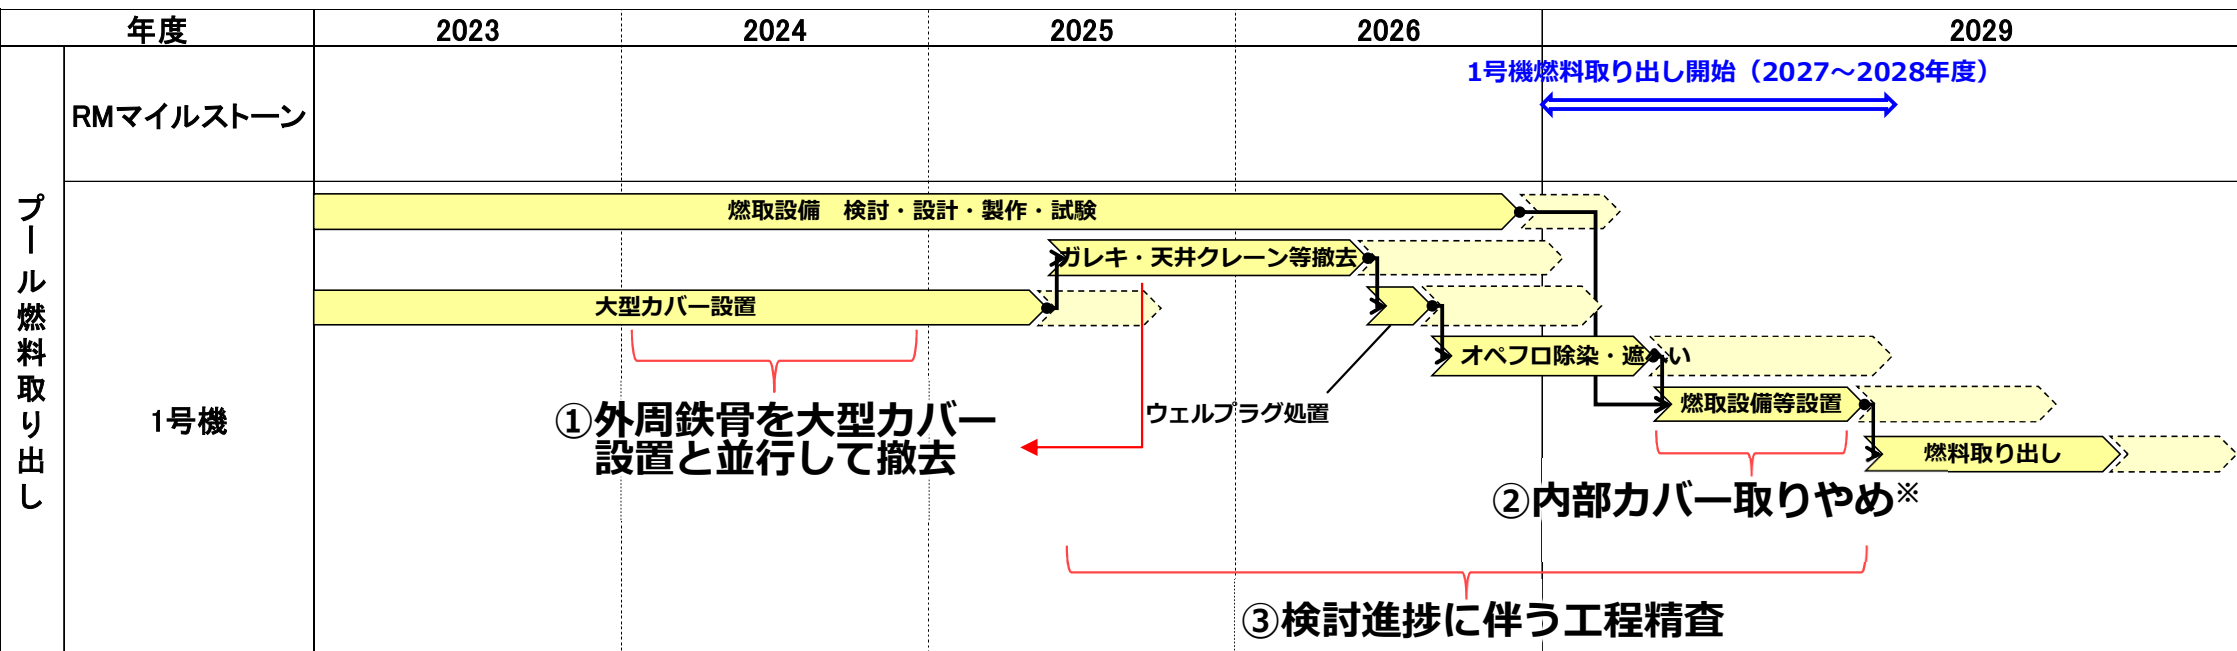 年度 2023 2024 2025 2026 2029
1号機燃料取り出し開始（2027～2028年度）
RMマイルストーン
プール燃料取り出し
1号機
燃取設備　検討・設計・製作・試験
ガレキ・天井クレーン等撤去
大型カバー設置
オペフロ除染・遮へい
ウェルプラグ処置
燃取設備等設置
燃料取り出し
①外周鉄骨を大型カバー
設置と並行して撤去
②内部カバー取りやめ※
③検討進捗に伴う工程精査